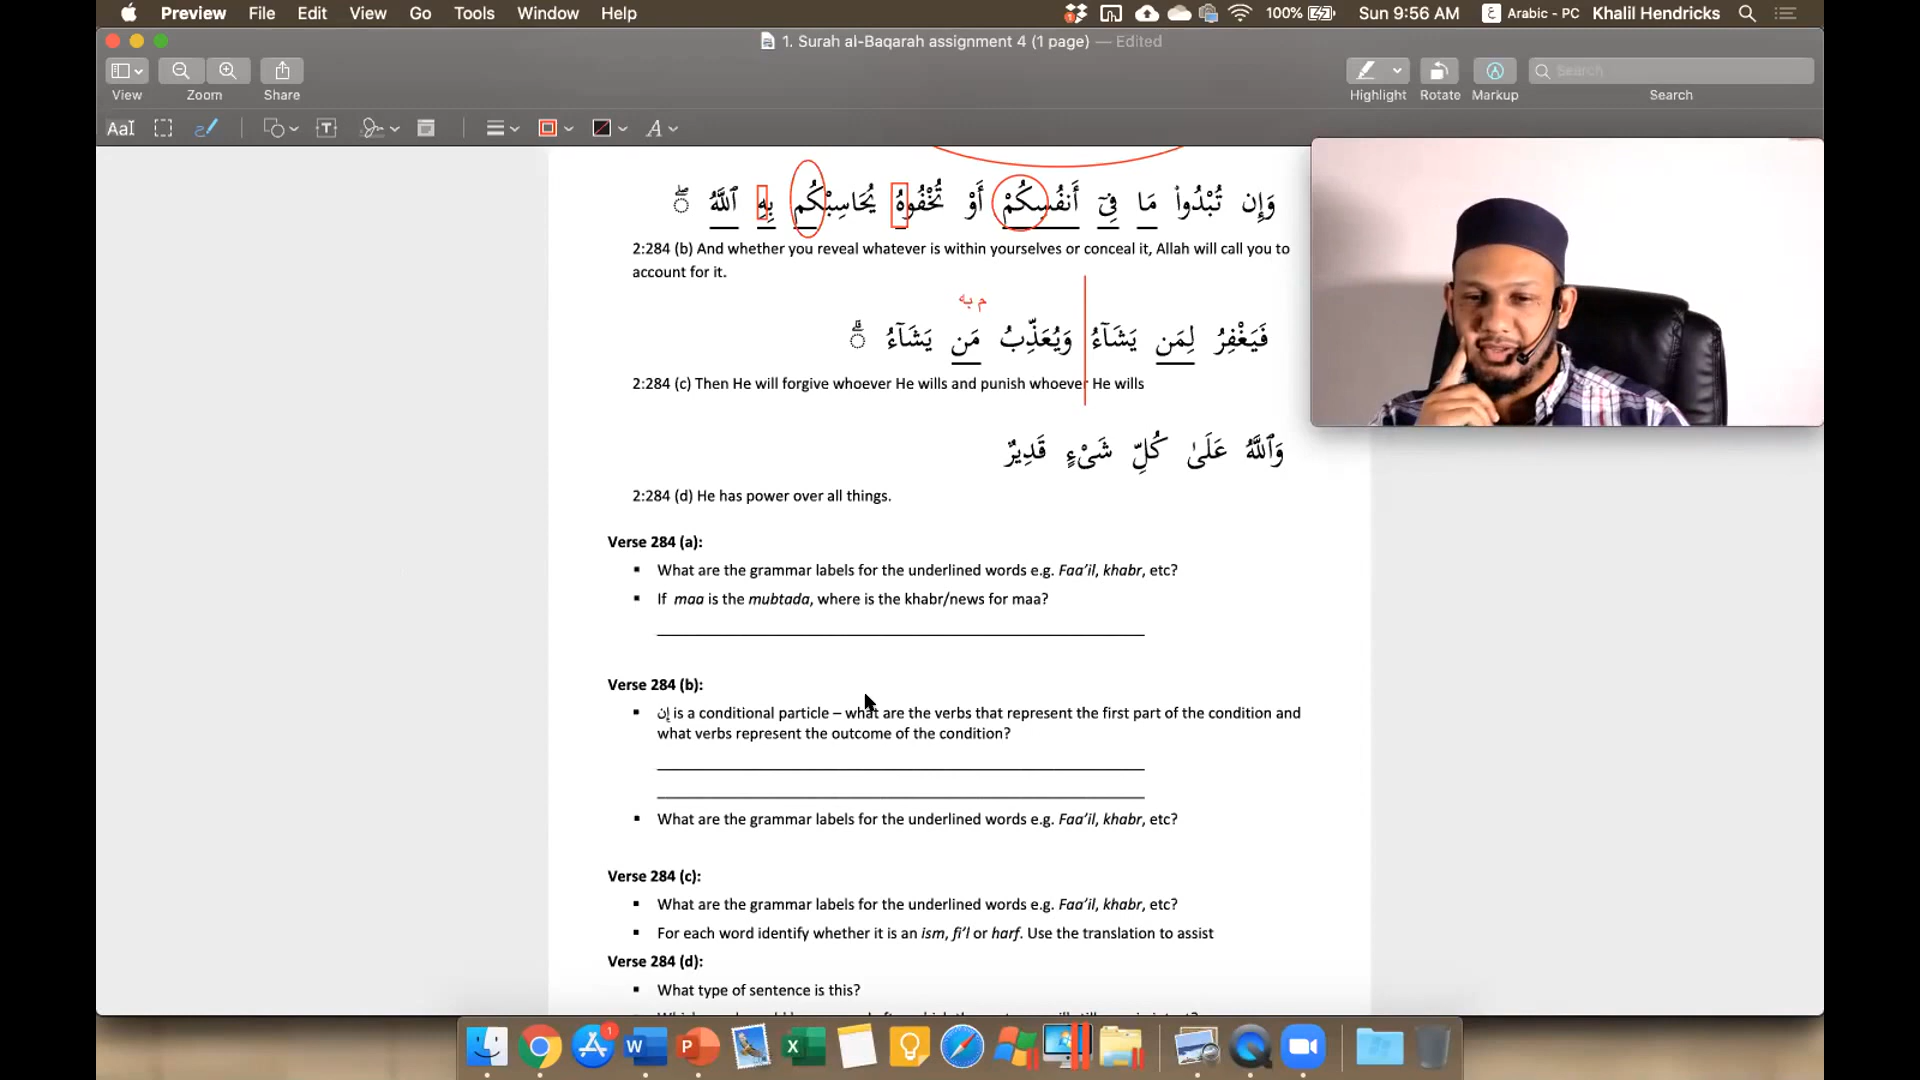 Preview File Edit View Go Tools Window Help 100% Sun 9:56 AM ع Arabic - PC Khalil Hendricks
1. Surah al-Baqarah assignment 4 (1 page) — Edited
Search
View Zoom Share Highlight Rotate Markup Search
وَإِن تُبْدُوا۟ مَا فِىٓ أَنفُسِكُمْ أَوْ تُخْفُوهُ يُحَاسِبْكُم بِهِ ٱللَّهُ ۖ
2:284 (b) And whether you reveal whatever is within yourselves or conceal it, Allah will call you to
account for it.
م به
فَيَغْفِرُ لِمَن يَشَآءُ وَيُعَذِّبُ مَن يَشَآءُ ۗ
2:284 (c) Then He will forgive whoever He wills and punish whoever He wills
وَٱللَّهُ عَلَىٰ كُلِّ شَىْءٍ قَدِيرٌ
2:284 (d) He has power over all things.
Verse 284 (a):
▪ What are the grammar labels for the underlined words e.g. Faa’il, khabr, etc?
▪ If maa is the mubtada, where is the khabr/news for maa?
Verse 284 (b):
▪ إن is a conditional particle – what are the verbs that represent the first part of the condition and
what verbs represent the outcome of the condition?
▪ What are the grammar labels for the underlined words e.g. Faa’il, khabr, etc?
Verse 284 (c):
▪ What are the grammar labels for the underlined words e.g. Faa’il, khabr, etc?
▪ For each word identify whether it is an ism, fi’l or harf. Use the translation to assist
Verse 284 (d):
▪ What type of sentence is this?